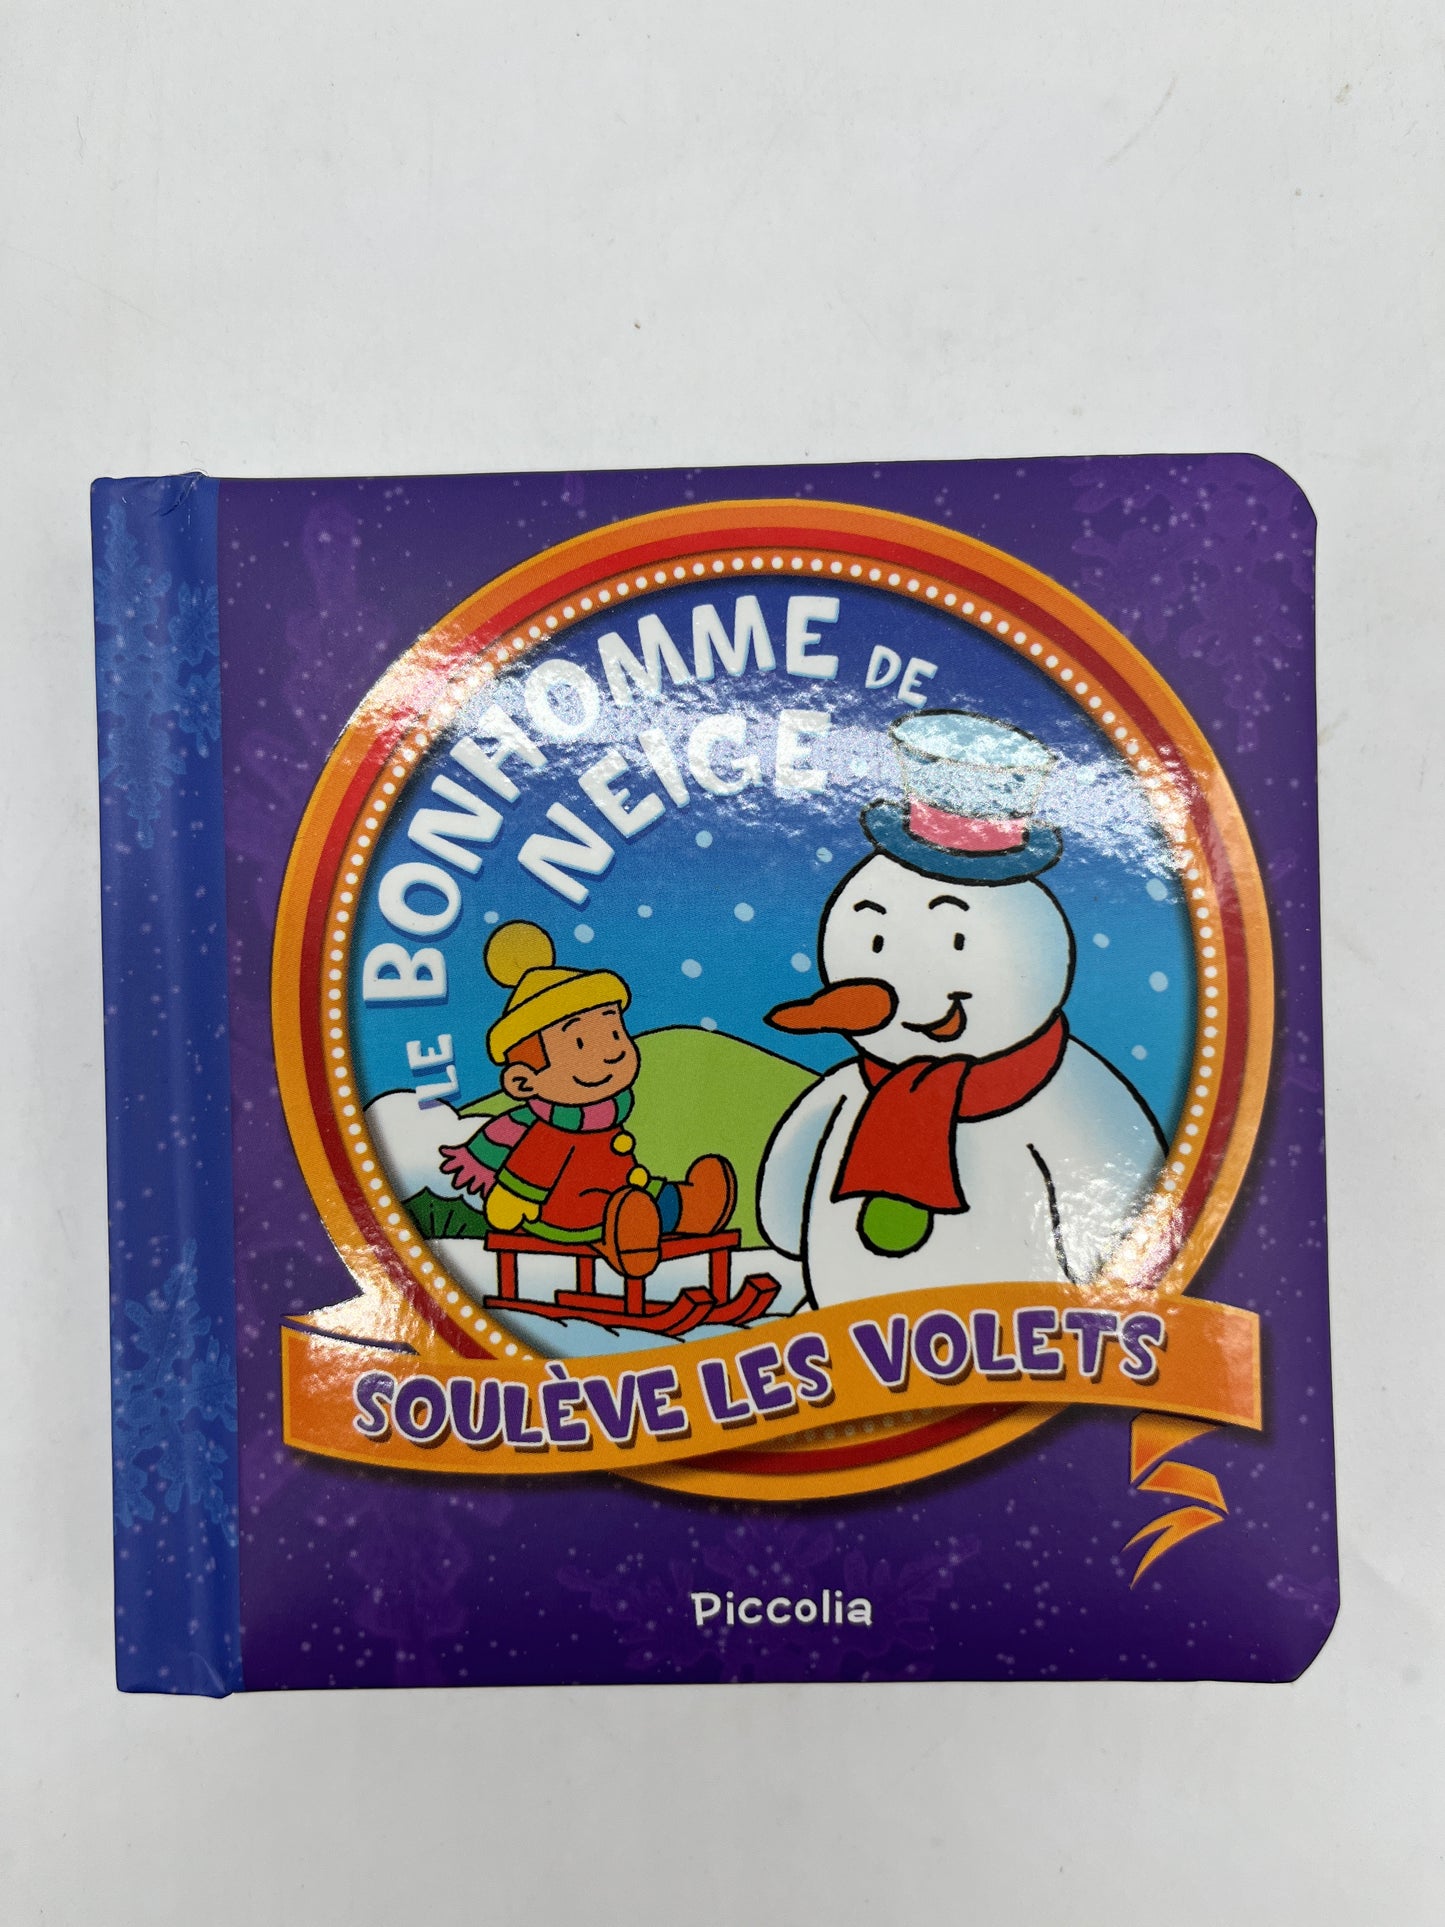 LE BONHOMME DE
NEIGE
SOULÈVE LES VOLETS
Piccolia